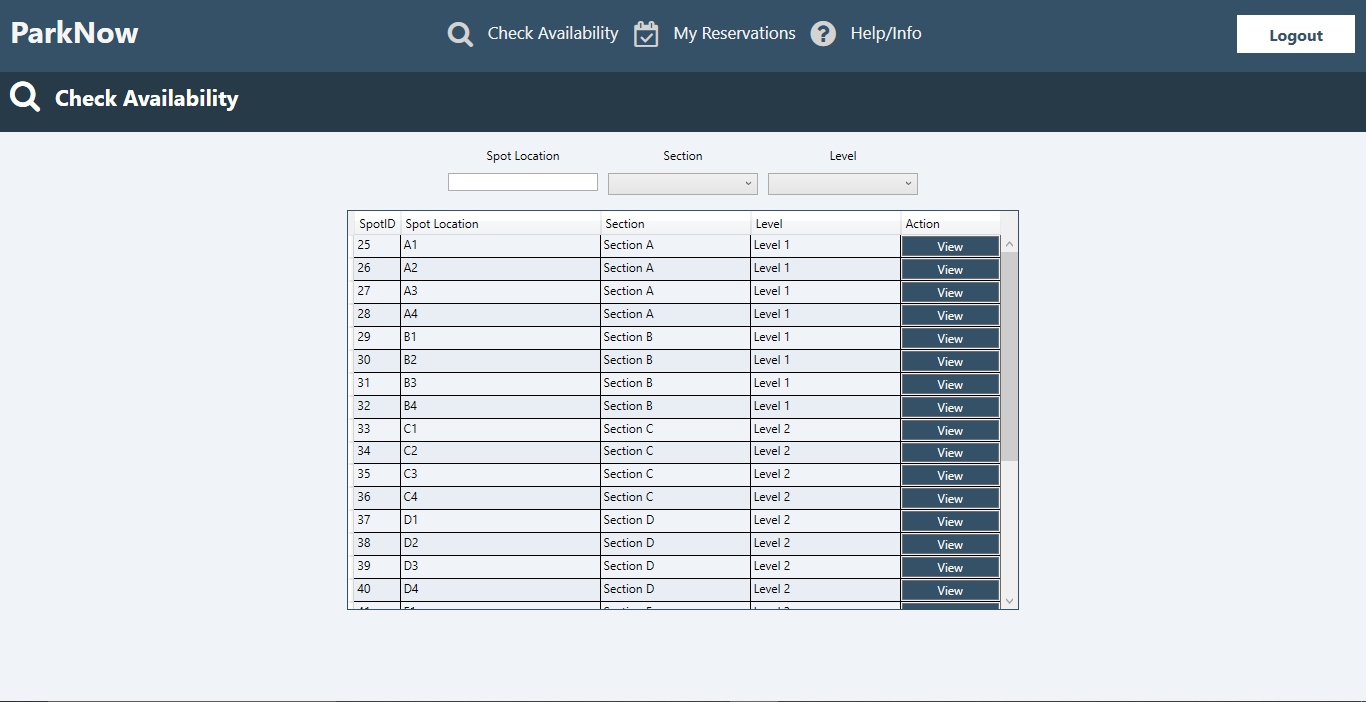 ParkNow
Check Availability My Reservations Help/Info Logout
Check Availability
Spot Location Section Level
SpotID Spot Location Section Level Action
25 A1 Section A Level 1 View
26 A2 Section A Level 1 View
27 A3 Section A Level 1 View
28 A4 Section A Level 1 View
29 B1 Section B Level 1 View
30 B2 Section B Level 1 View
31 B3 Section B Level 1 View
32 B4 Section B Level 1 View
33 C1 Section C Level 2 View
34 C2 Section C Level 2 View
35 C3 Section C Level 2 View
36 C4 Section C Level 2 View
37 D1 Section D Level 2 View
38 D2 Section D Level 2 View
39 D3 Section D Level 2 View
40 D4 Section D Level 2 View